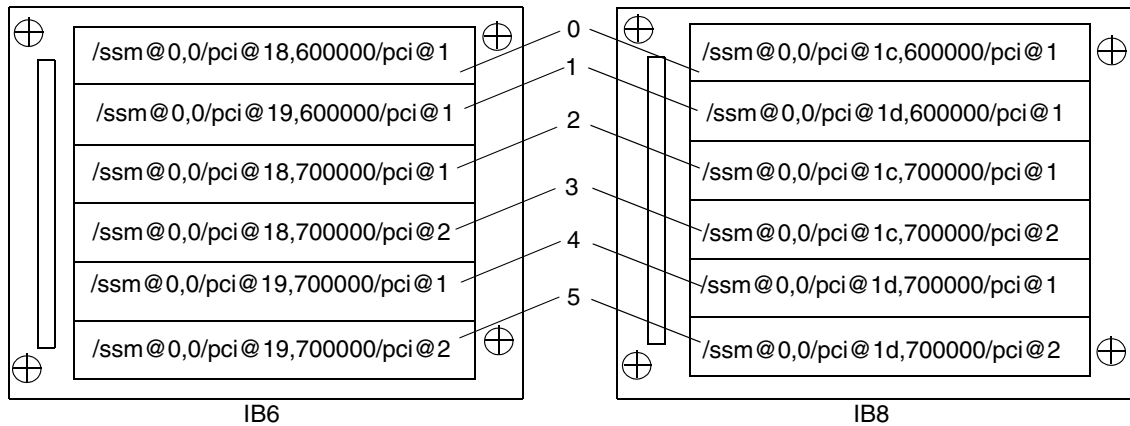 /ssm@0,0/pci@18,600000/pci@1
/ssm@0,0/pci@19,600000/pci@1
/ssm@0,0/pci@18,700000/pci@1
/ssm@0,0/pci@18,700000/pci@2
/ssm@0,0/pci@19,700000/pci@1
/ssm@0,0/pci@19,700000/pci@2
IB6
0
1
2
3
4
5
/ssm@0,0/pci@1c,600000/pci@1
/ssm@0,0/pci@1d,600000/pci@1
/ssm@0,0/pci@1c,700000/pci@1
/ssm@0,0/pci@1c,700000/pci@2
/ssm@0,0/pci@1d,700000/pci@1
/ssm@0,0/pci@1d,700000/pci@2
IB8